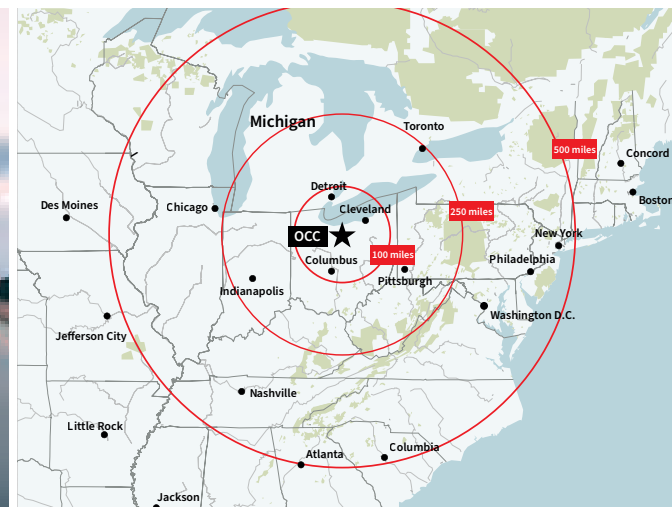 Michigan
Toronto
500 miles
Concord
Detroit
Boston
Des Moines
Chicago
Cleveland
250 miles
OCC
New York
100 miles
Columbus
Philadelphia
Indianapolis
Pittsburgh
Washington D.C.
Jefferson City
Nashville
Little Rock
Columbia
Atlanta
Jackson